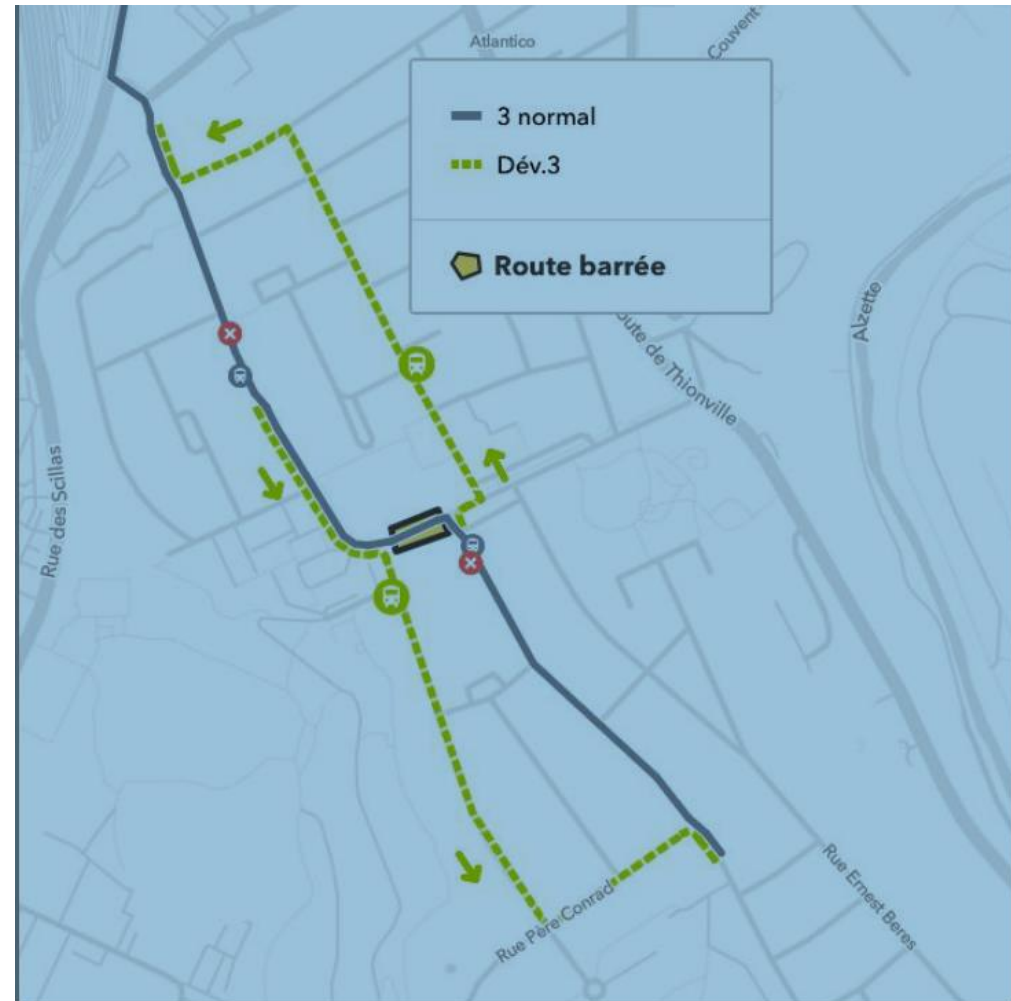 Atlantico
Couvent
3 normal
Dév.3
Route barrée
oute de Thionville
Alzette
Rue des Scillas
Rue Père Conrad
Rue Ernest Beres